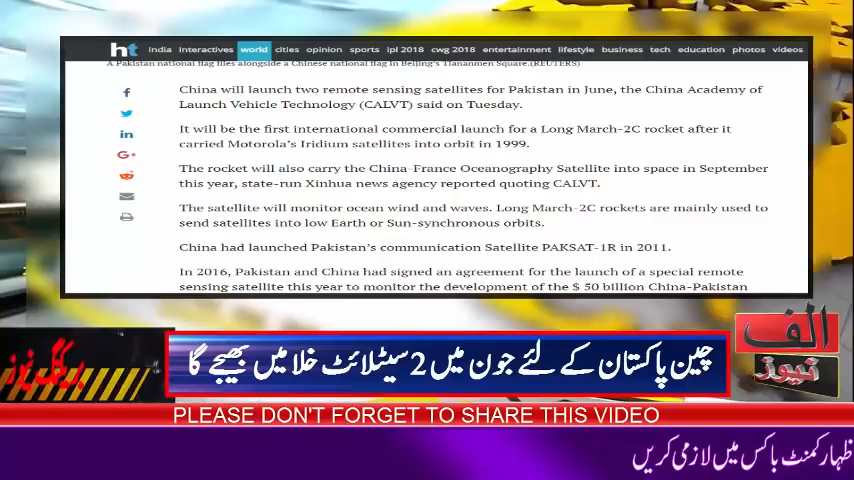 ht india interactives world cities opinion sports ipl 2018 cwg 2018 entertainment lifestyle business tech education photos videos
A Pakistan national flag flies alongside a Chinese national flag in Beijing's Tiananmen Square.(REUTERS)
China will launch two remote sensing satellites for Pakistan in June, the China Academy of
Launch Vehicle Technology (CALVT) said on Tuesday.
It will be the first international commercial launch for a Long March-2C rocket after it
carried Motorola's Iridium satellites into orbit in 1999.
The rocket will also carry the China-France Oceanography Satellite into space in September
this year, state-run Xinhua news agency reported quoting CALVT.
The satellite will monitor ocean wind and waves. Long March-2C rockets are mainly used to
send satellites into low Earth or Sun-synchronous orbits.
China had launched Pakistan's communication Satellite PAKSAT-1R in 2011.
In 2016, Pakistan and China had signed an agreement for the launch of a special remote
sensing satellite this year to monitor the development of the $ 50 billion China-Pakistan
الف
نیوز
چین پاکستان کے لئے جون میں 2 سیٹلائٹ خلا میں بھیجے گا
بریکنگ نیوز
PLEASE DON'T FORGET TO SHARE THIS VIDEO
ظہار کمنٹ باکس میں لازمی کریں